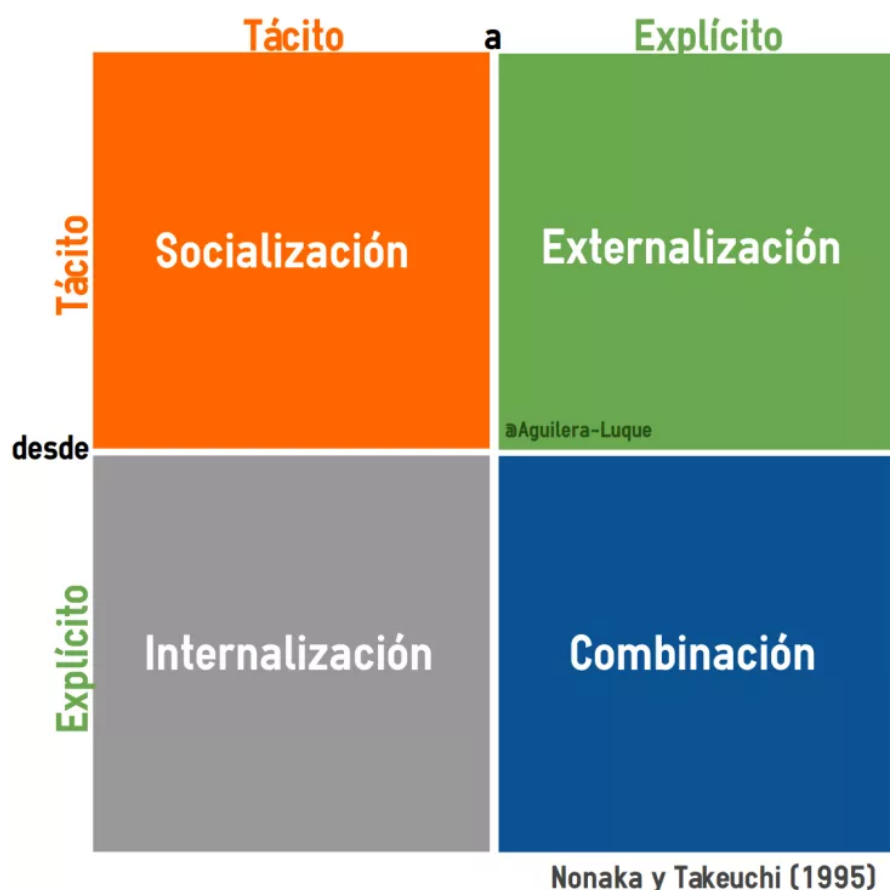 Tácito a Explícito
Tácito
Socialización
Externalización
@Aguilera-Luque
desde
Explícito
Internalización
Combinación
Nonaka y Takeuchi (1995)